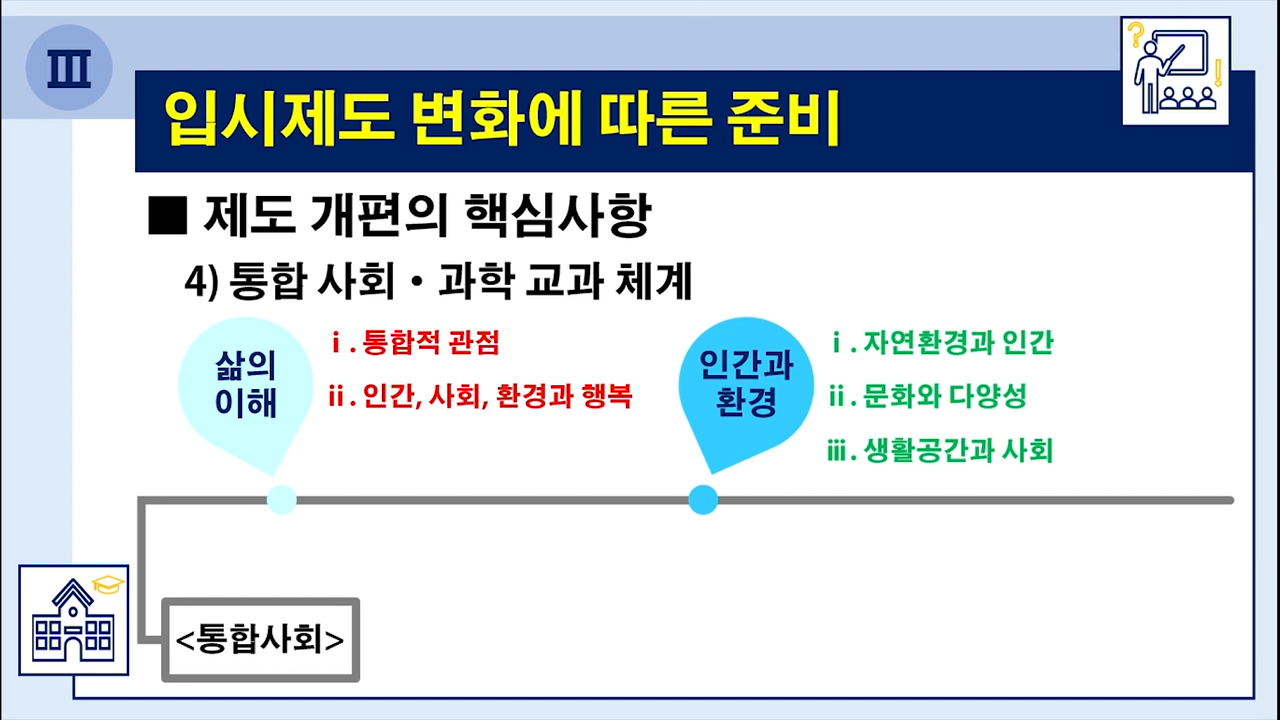 Ⅲ
입시제도 변화에 따른 준비
■ 제도 개편의 핵심사항
4) 통합 사회・과학 교과 체계
삶의
이해
ⅰ. 통합적 관점
ⅱ. 인간, 사회, 환경과 행복
인간과
환경
ⅰ. 자연환경과 인간
ⅱ. 문화와 다양성
ⅲ. 생활공간과 사회
<통합사회>